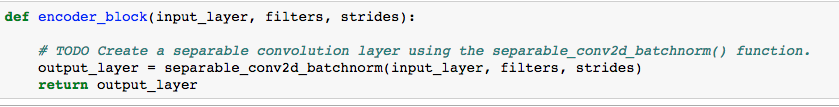 def encoder_block(input_layer, filters, strides):
# TODO Create a separable convolution layer using the separable_conv2d_batchnorm() function.
output_layer = separable_conv2d_batchnorm(input_layer, filters, strides)
return output_layer